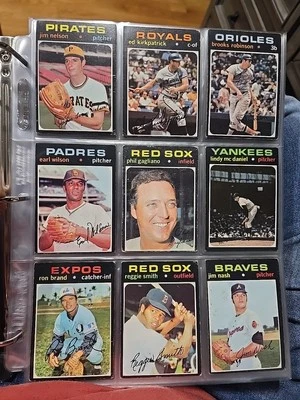 PIRATES
jim nelson • pitcher
ROYALS
ed kirkpatrick • c-of
ORIOLES
brooks robinson • 3b
PADRES
earl wilson • pitcher
RED SOX
phil gagliano • infield
YANKEES
lindy mc daniel • pitcher
EXPOS
ron brand • catcher-inf
RED SOX
reggie smith • outfield
Reggie Smith
BRAVES
jim nash • pitcher